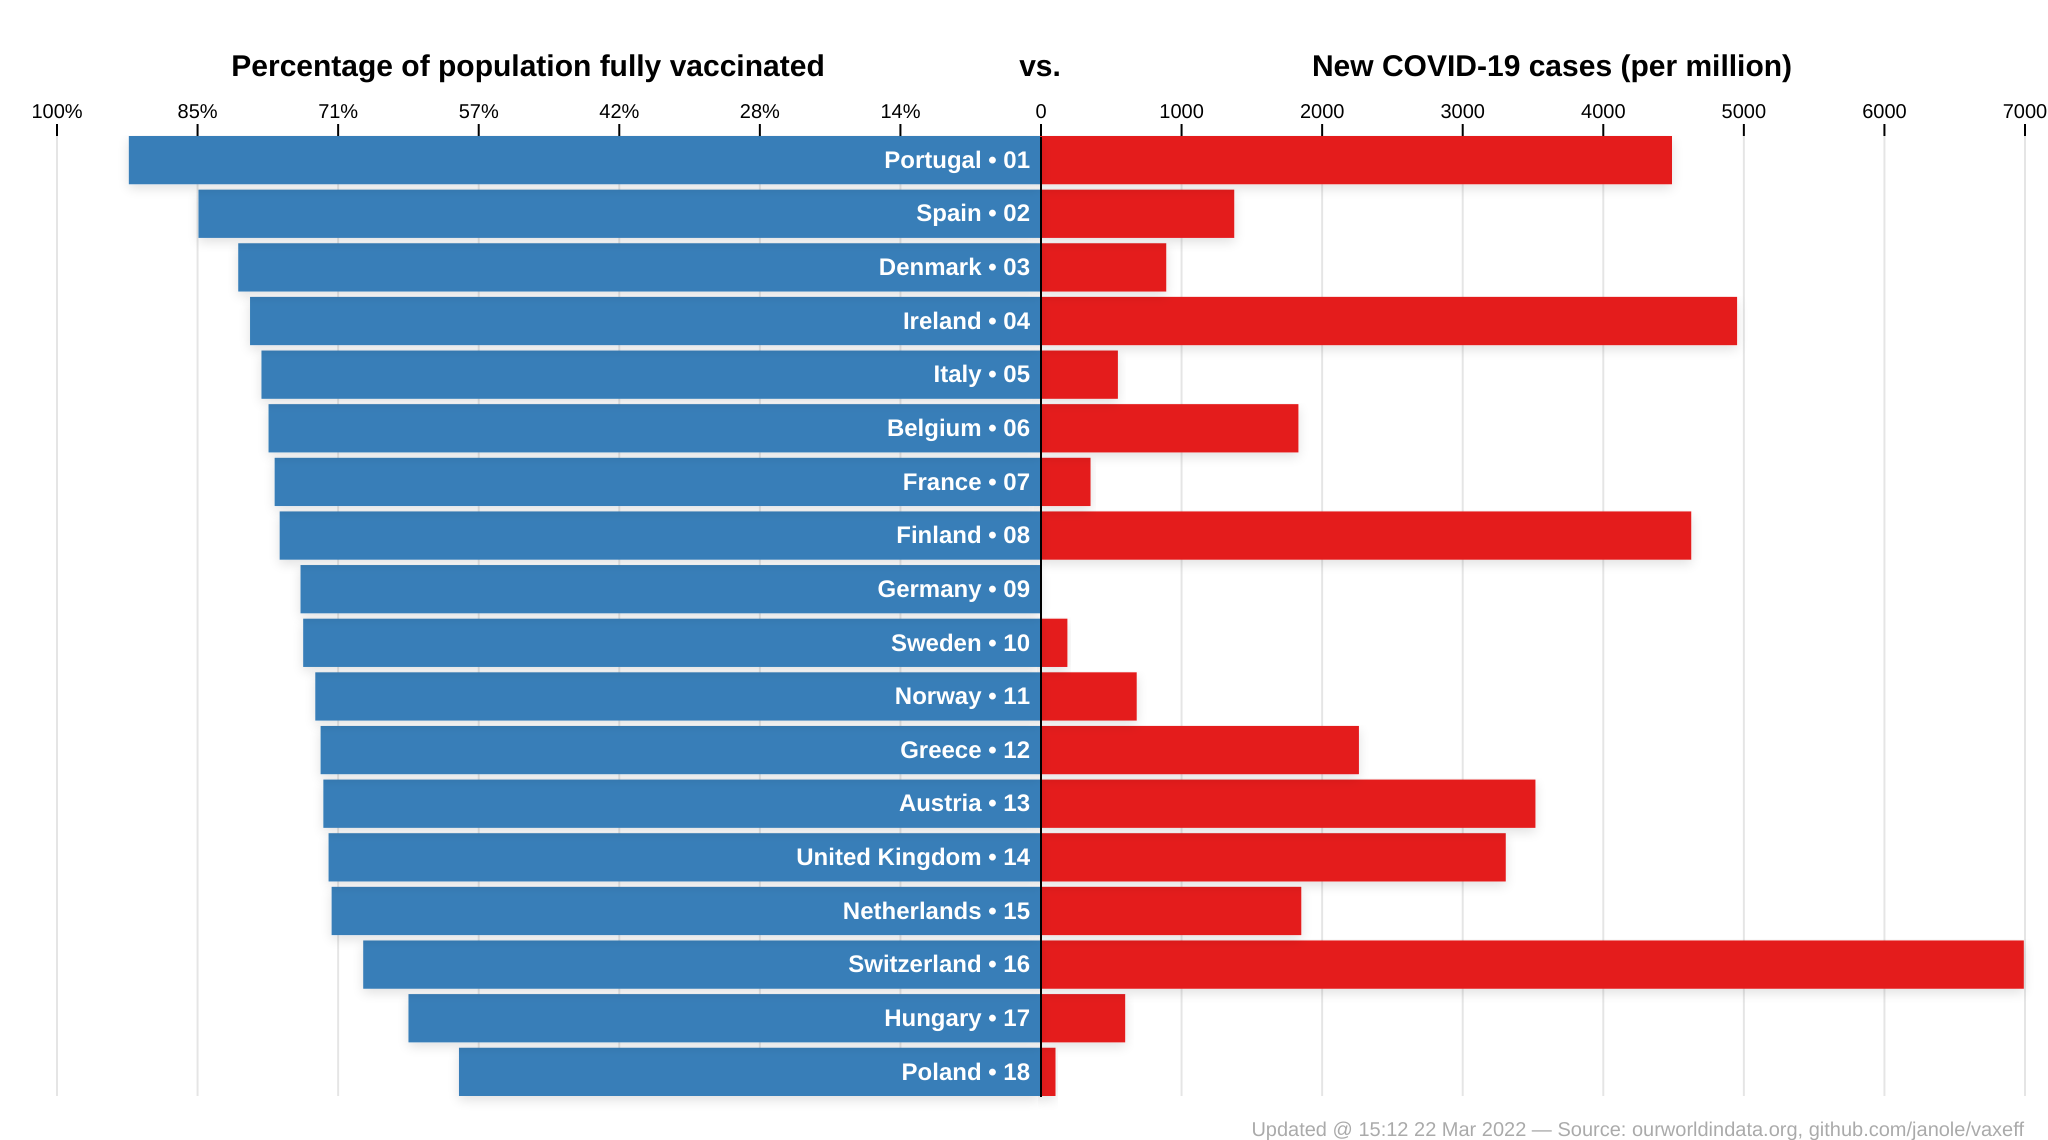 Percentage of population fully vaccinated vs. New COVID-19 cases (per million)
100% 85% 71% 57% 42% 28% 14% 0 1000 2000 3000 4000 5000 6000 7000
Portugal • 01
Spain • 02
Denmark • 03
Ireland • 04
Italy • 05
Belgium • 06
France • 07
Finland • 08
Germany • 09
Sweden • 10
Norway • 11
Greece • 12
Austria • 13
United Kingdom • 14
Netherlands • 15
Switzerland • 16
Hungary • 17
Poland • 18
Updated @ 15:12 22 Mar 2022 — Source: ourworldindata.org, github.com/janole/vaxeff